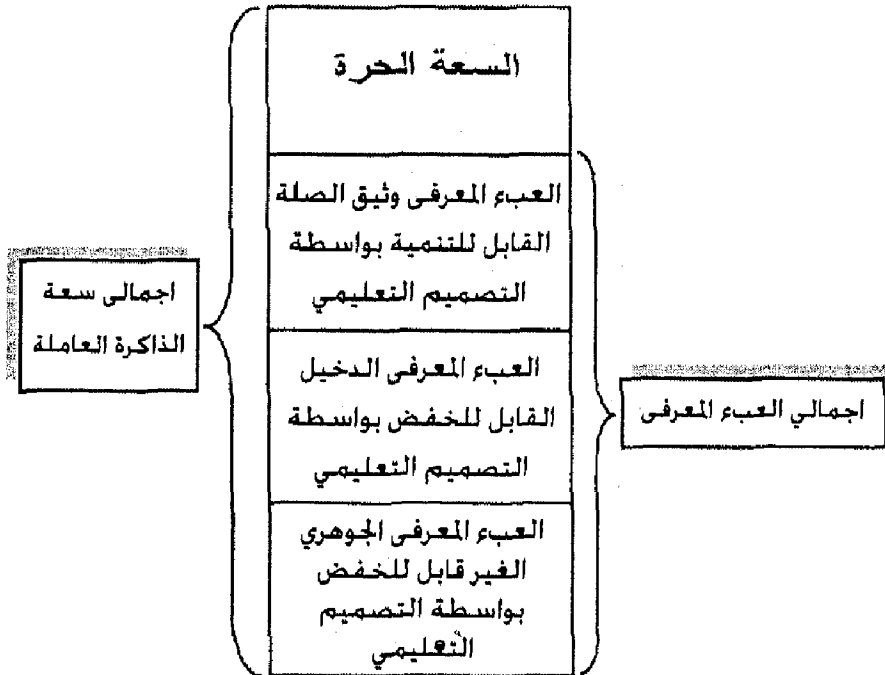 السعة الحرة
العبء المعرفى وثيق الصلة
القابل للتنمية بواسطة
التصميم التعليمي
العبء المعرفى الدخيل
القابل للخفض بواسطة
التصميم التعليمي
العبء المعرفى الجوهري
الغير قابل للخفض
بواسطة التصميم
التعليمي
اجمالي العبء المعرفى
اجمالى سعة
الذاكرة العاملة